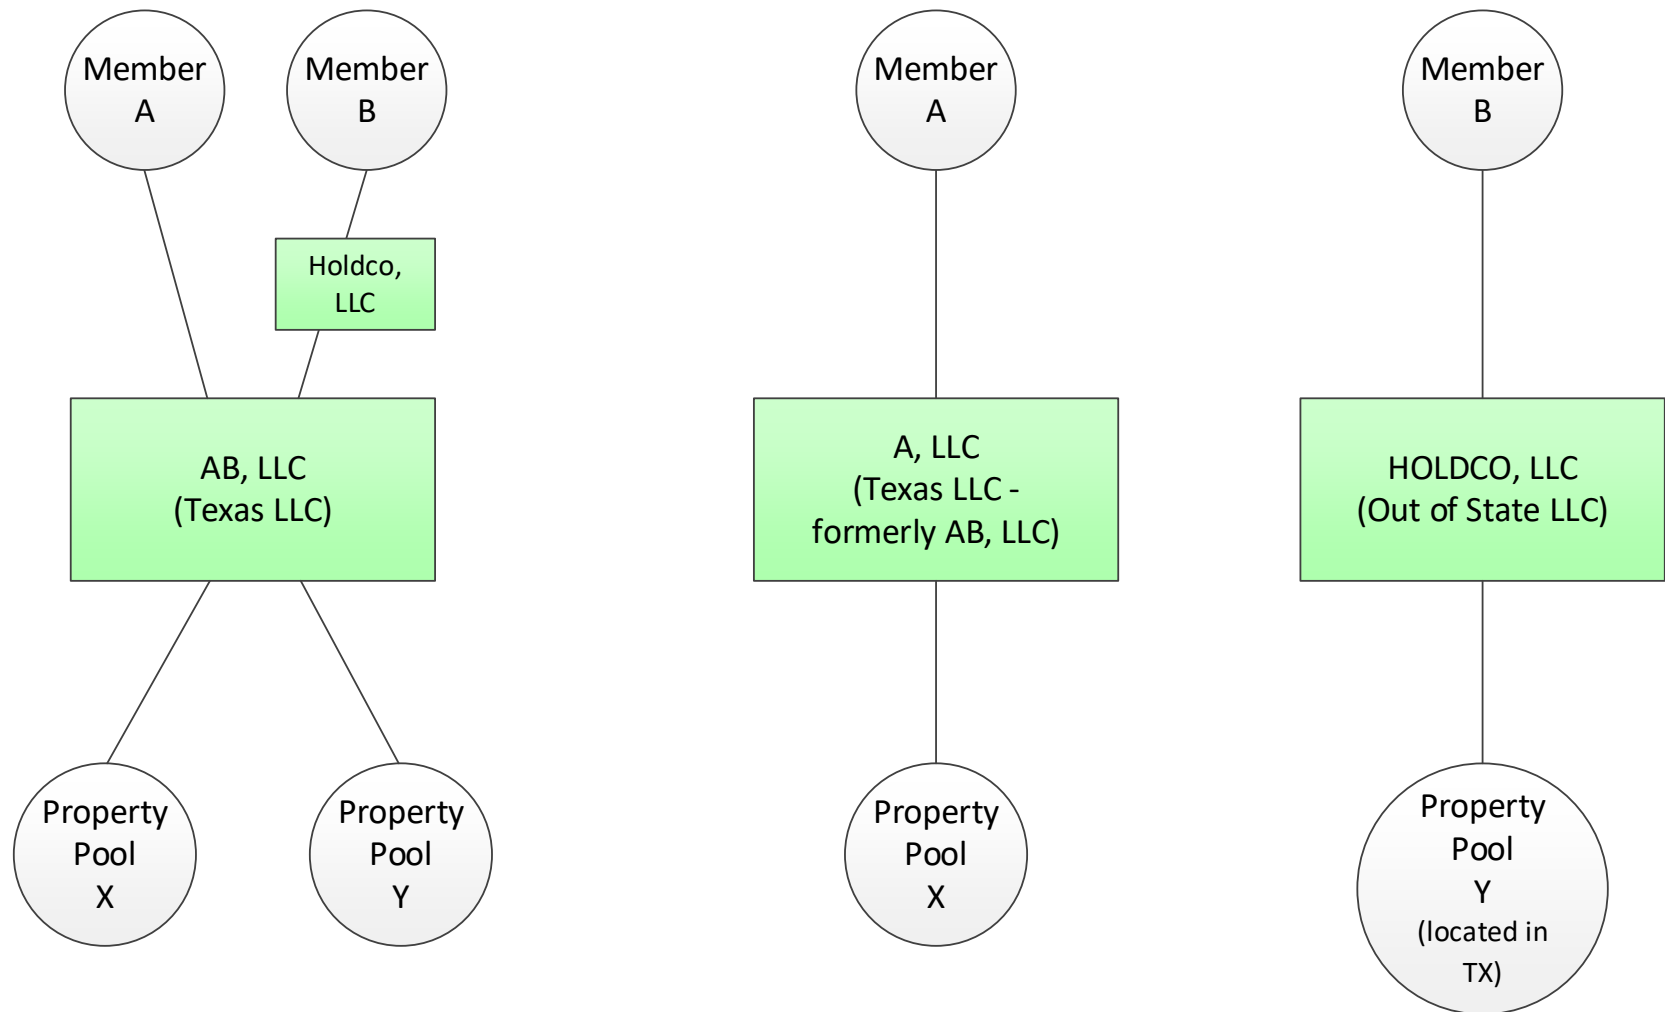 Member
A
Member
B
Member
A
Member
B
Holdco,
LLC
AB, LLC
(Texas LLC)
A, LLC
(Texas LLC -
formerly AB, LLC)
HOLDCO, LLC
(Out of State LLC)
Property
Pool
X
Property
Pool
Y
Property
Pool
X
Property
Pool
Y
(located in
TX)